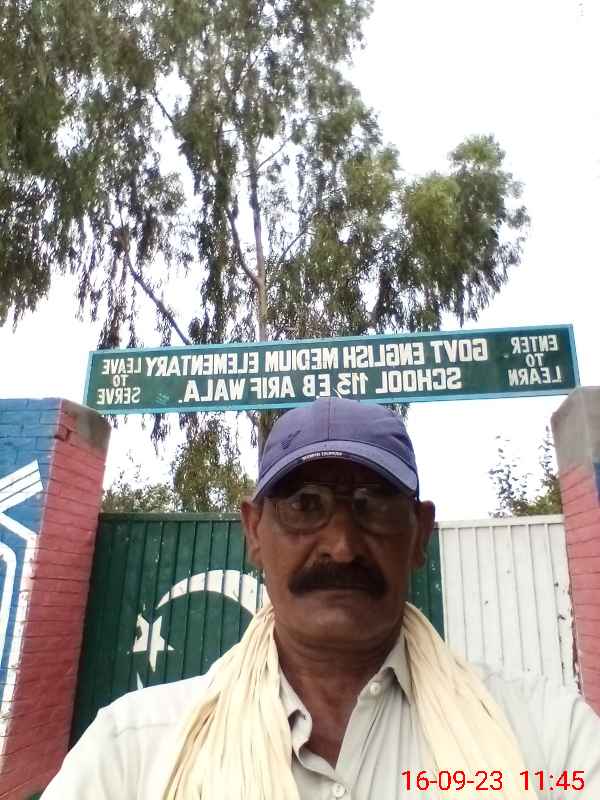 ENTER
TO
LEARN
GOVT ENGLISH MEDIUM ELEMENTARY
SCHOOL 113,EB ARIF WALA.
LEAVE
TO
SERVE
16-09-23 11:45